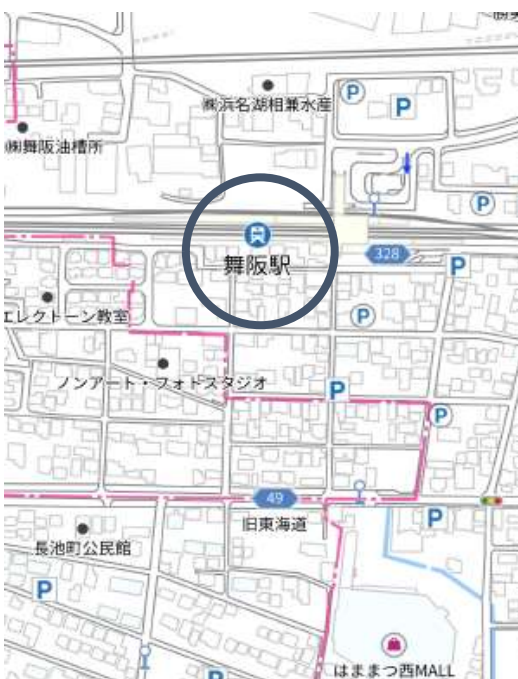 ㈱浜名湖相兼水産
P
P
㈱舞阪油槽所
P
舞阪駅
328
P
エレクトーン教室
P
ノンアート・フォトスタジオ
P
P
49
旧東海道
P
長池町公民館
P
はままつ西MALL
P